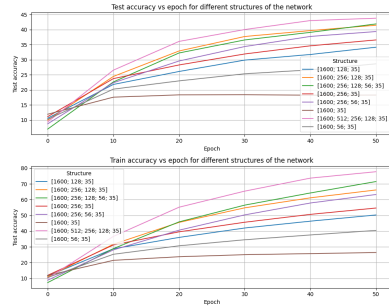 Test accuracy vs epoch for different structures of the network
Test accuracy
45
40
35
30
25
20
15
10
Structure
[1600; 128; 35]
[1600; 256; 128; 35]
[1600; 256; 128; 56; 35]
[1600; 256; 35]
[1600; 256; 56; 35]
[1600; 35]
[1600; 512; 256; 128; 35]
[1600; 56; 35]
0 10 20 30 40 50
Epoch
Train accuracy vs epoch for different structures of the network
Test accuracy
80
70
60
50
40
30
20
10
0
Structure
[1600; 128; 35]
[1600; 256; 128; 35]
[1600; 256; 128; 56; 35]
[1600; 256; 35]
[1600; 256; 56; 35]
[1600; 35]
[1600; 512; 256; 128; 35]
[1600; 56; 35]
0 10 20 30 40 50
Epoch